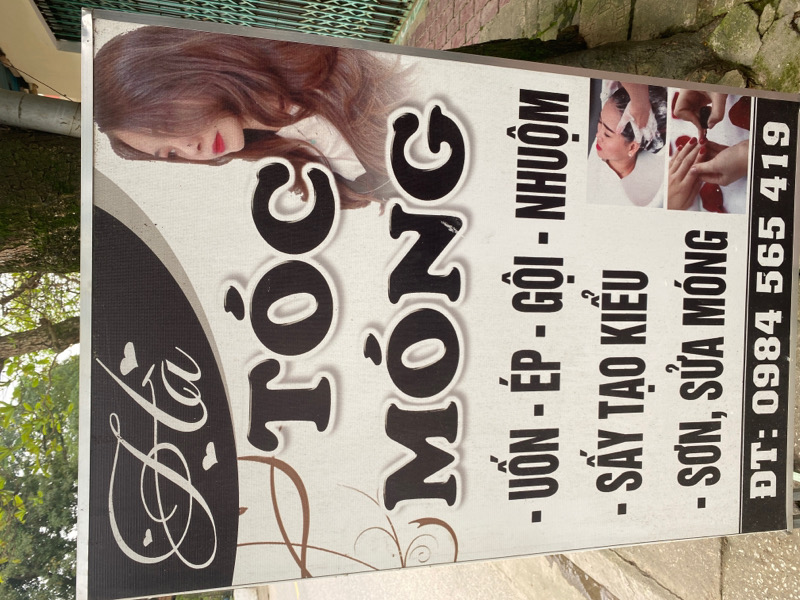 Hà
TÓC
MÓNG
- UỐN - ÉP - GỘI - NHUỘM
- SẤY TẠO KIỂU
- SƠN, SỬA MÓNG
ĐT: 0984 565 419